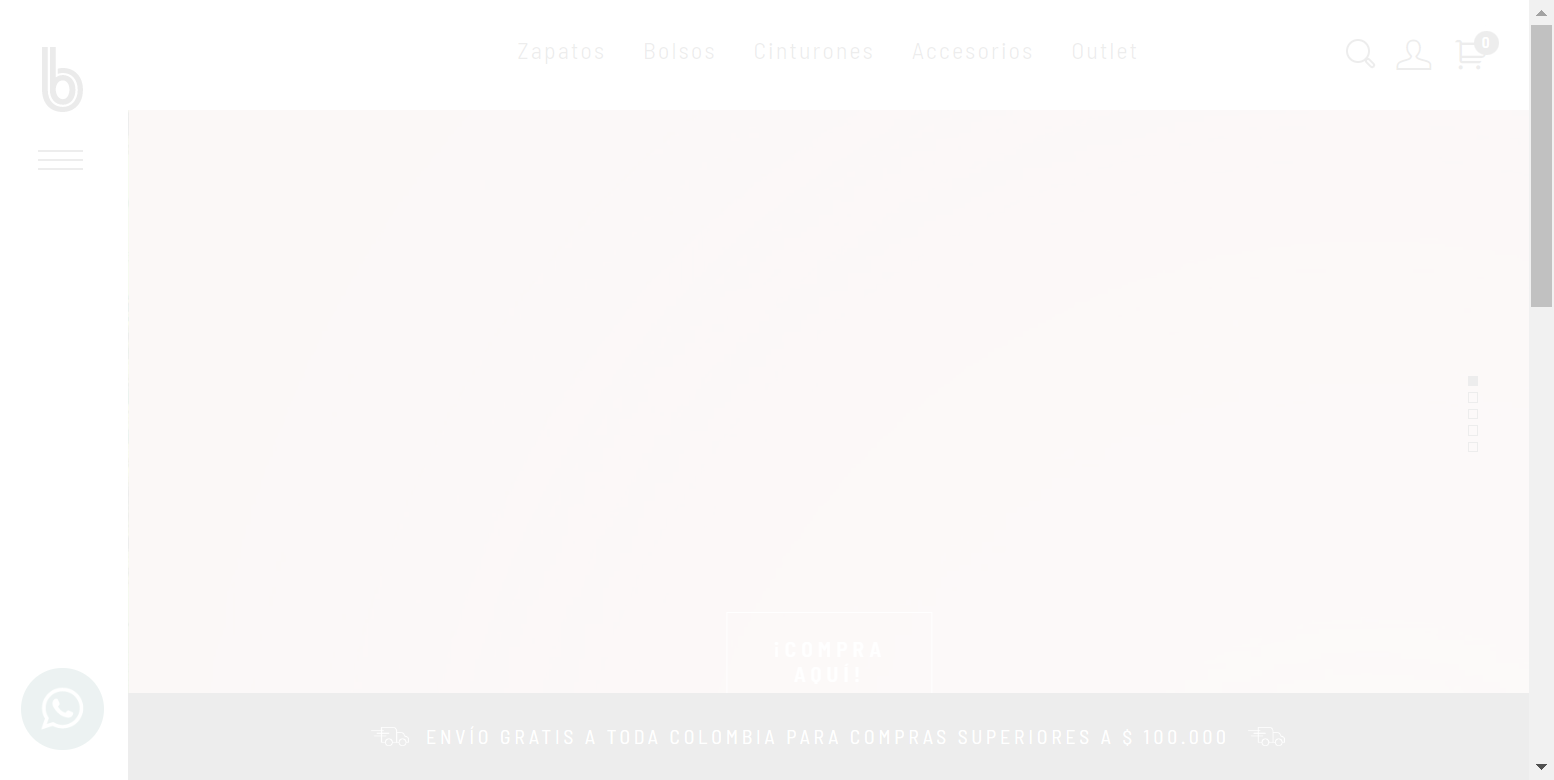 b
Zapatos Bolsos Cinturones Accesorios Outlet
0
¡COMPRA
AQUÍ!
ENVÍO GRATIS A TODA COLOMBIA PARA COMPRAS SUPERIORES A $ 100.000